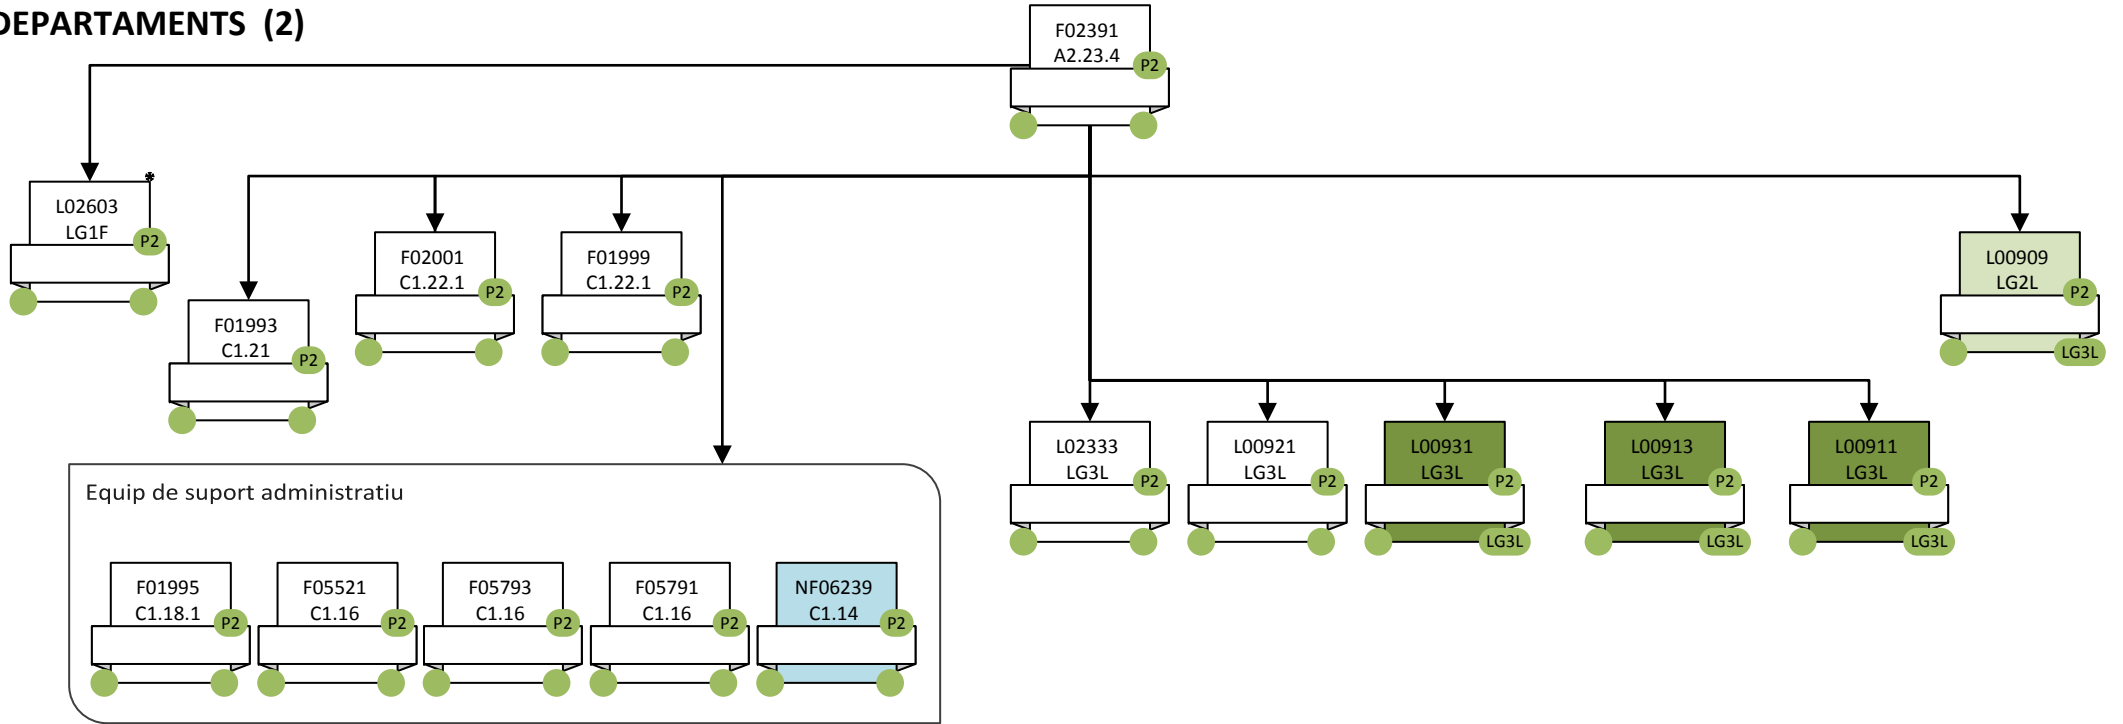 DEPARTAMENTS (2)
F02391
A2.23.4
P2
*
L02603
LG1F
P2
F01993
C1.21
P2
F02001
C1.22.1
P2
F01999
C1.22.1
P2
L00909
LG2L
P2
LG3L
L02333
LG3L
P2
L00921
LG3L
P2
L00931
LG3L
P2
LG3L
L00913
LG3L
P2
LG3L
L00911
LG3L
P2
LG3L
Equip de suport administratiu
F01995
C1.18.1
P2
F05521
C1.16
P2
F05793
C1.16
P2
F05791
C1.16
P2
NF06239
C1.14
P2